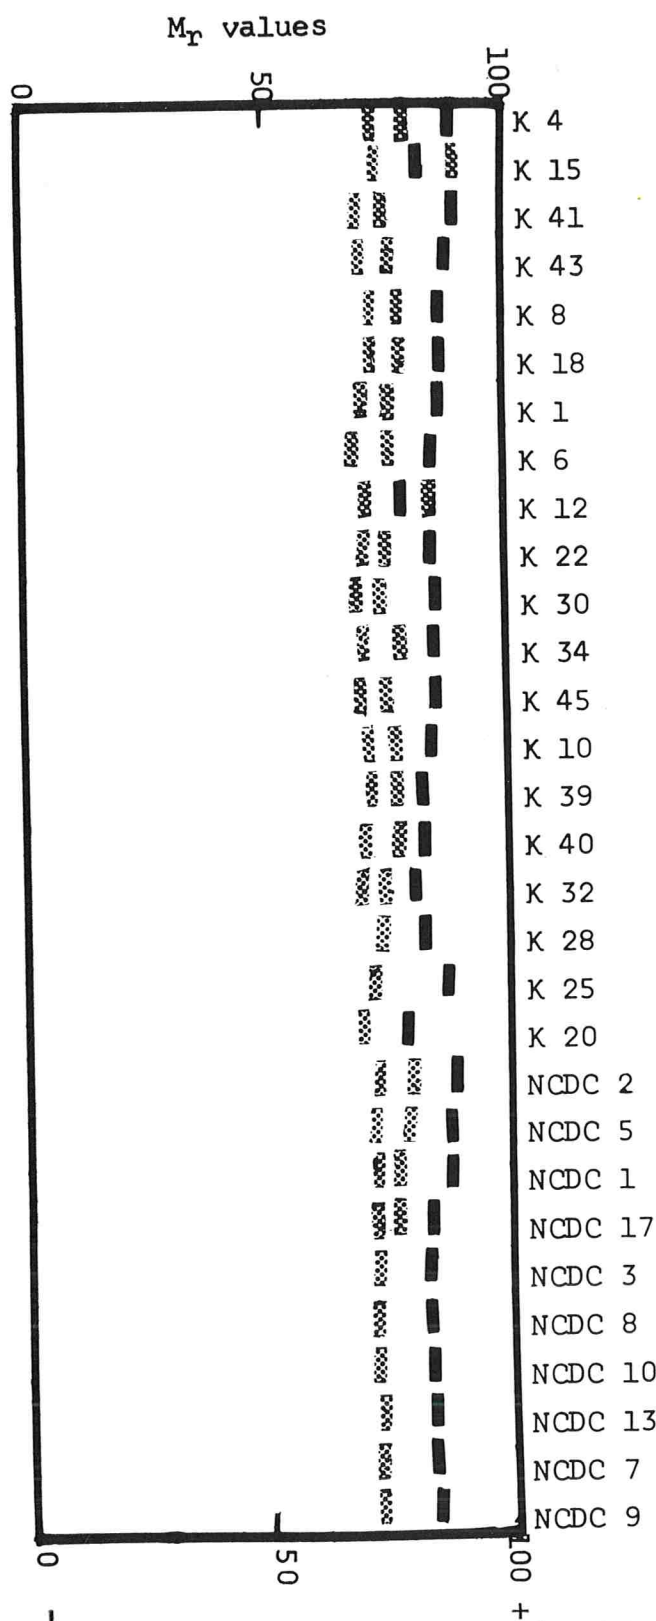 Mr values
0 50 100
K 4
K 15
K 41
K 43
K 8
K 18
K 1
K 6
K 12
K 22
K 30
K 34
K 45
K 10
K 39
K 40
K 32
K 28
K 25
K 20
NCDC 2
NCDC 5
NCDC 1
NCDC 17
NCDC 3
NCDC 8
NCDC 10
NCDC 13
NCDC 7
NCDC 9
0 50 100
- +